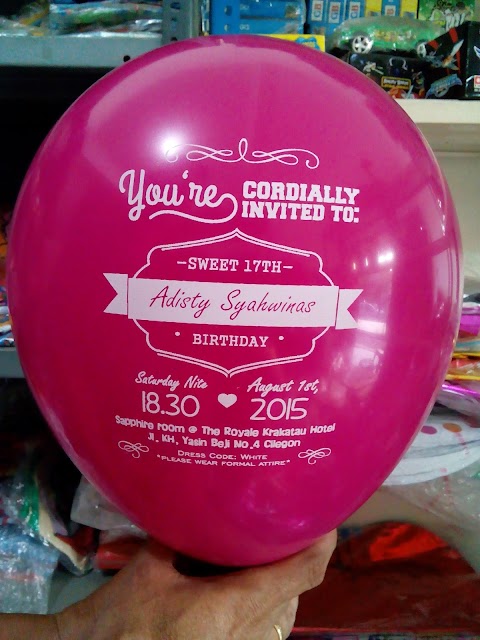 You're CORDIALLY
INVITED TO:
-SWEET 17TH-
Adisty Syahwinas
• BIRTHDAY •
Saturday Nite August 1st,
18.30 2015
Sapphire room @ The Royale Krakatau Hotel
Jl. KH. Yasin Beji No.4 Cilegon
DRESS CODE: WHITE
*PLEASE WEAR FORMAL ATTIRE*